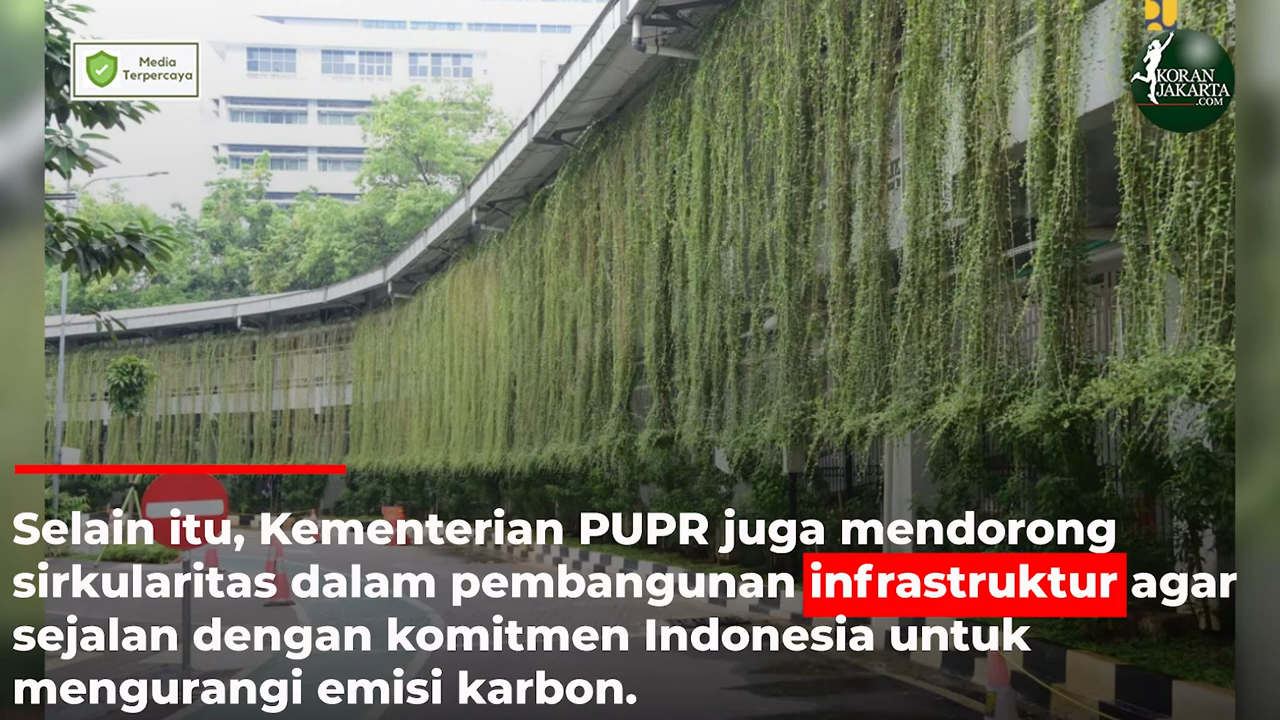 Media
Terpercaya
KORAN
JAKARTA
.COM
Selain itu, Kementerian PUPR juga mendorong
sirkularitas dalam pembangunan infrastruktur agar
sejalan dengan komitmen Indonesia untuk
mengurangi emisi karbon.